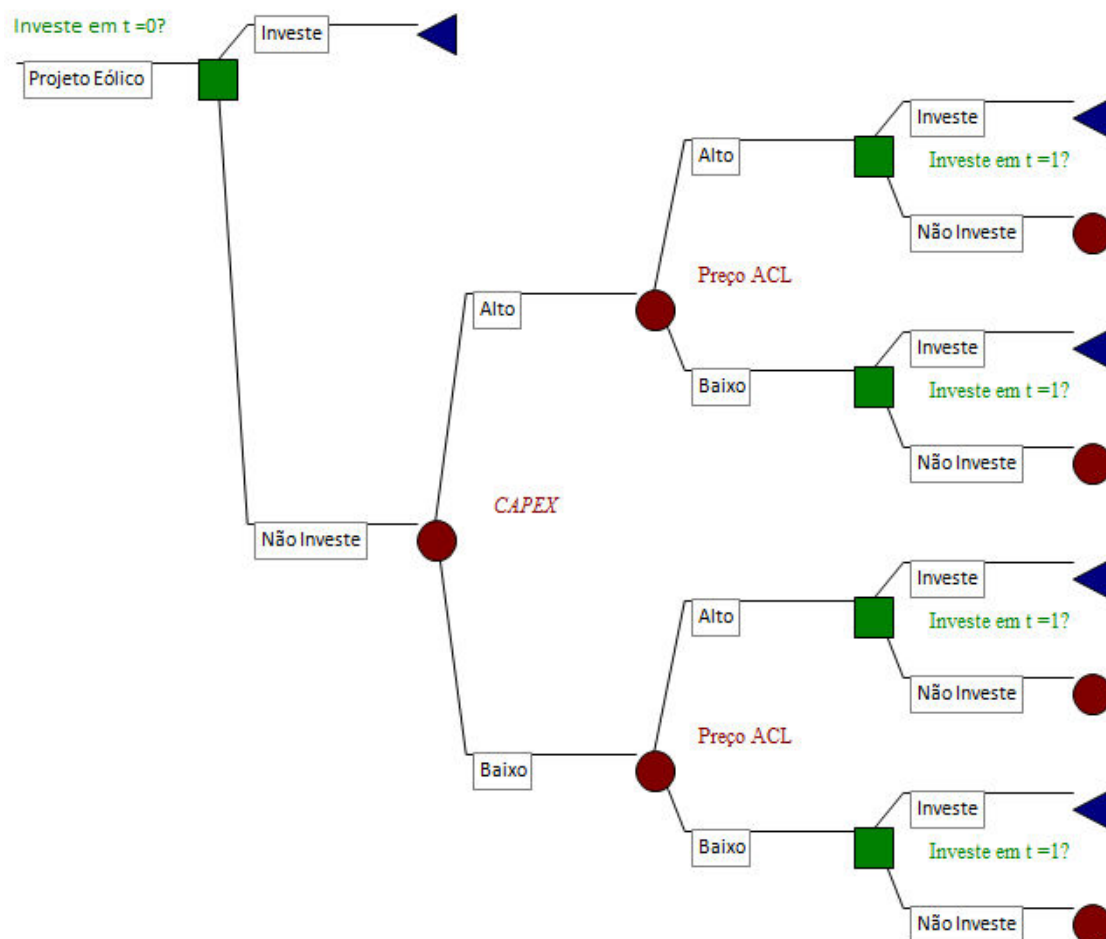 Investe em t =0?
Investe
Projeto Eólico
Investe
Alto
Investe em t =1?
Não Investe
Preço ACL
Alto
Investe
Baixo
Investe em t =1?
Não Investe
CAPEX
Não Investe
Investe
Alto
Investe em t =1?
Não Investe
Preço ACL
Baixo
Investe
Baixo
Investe em t =1?
Não Investe